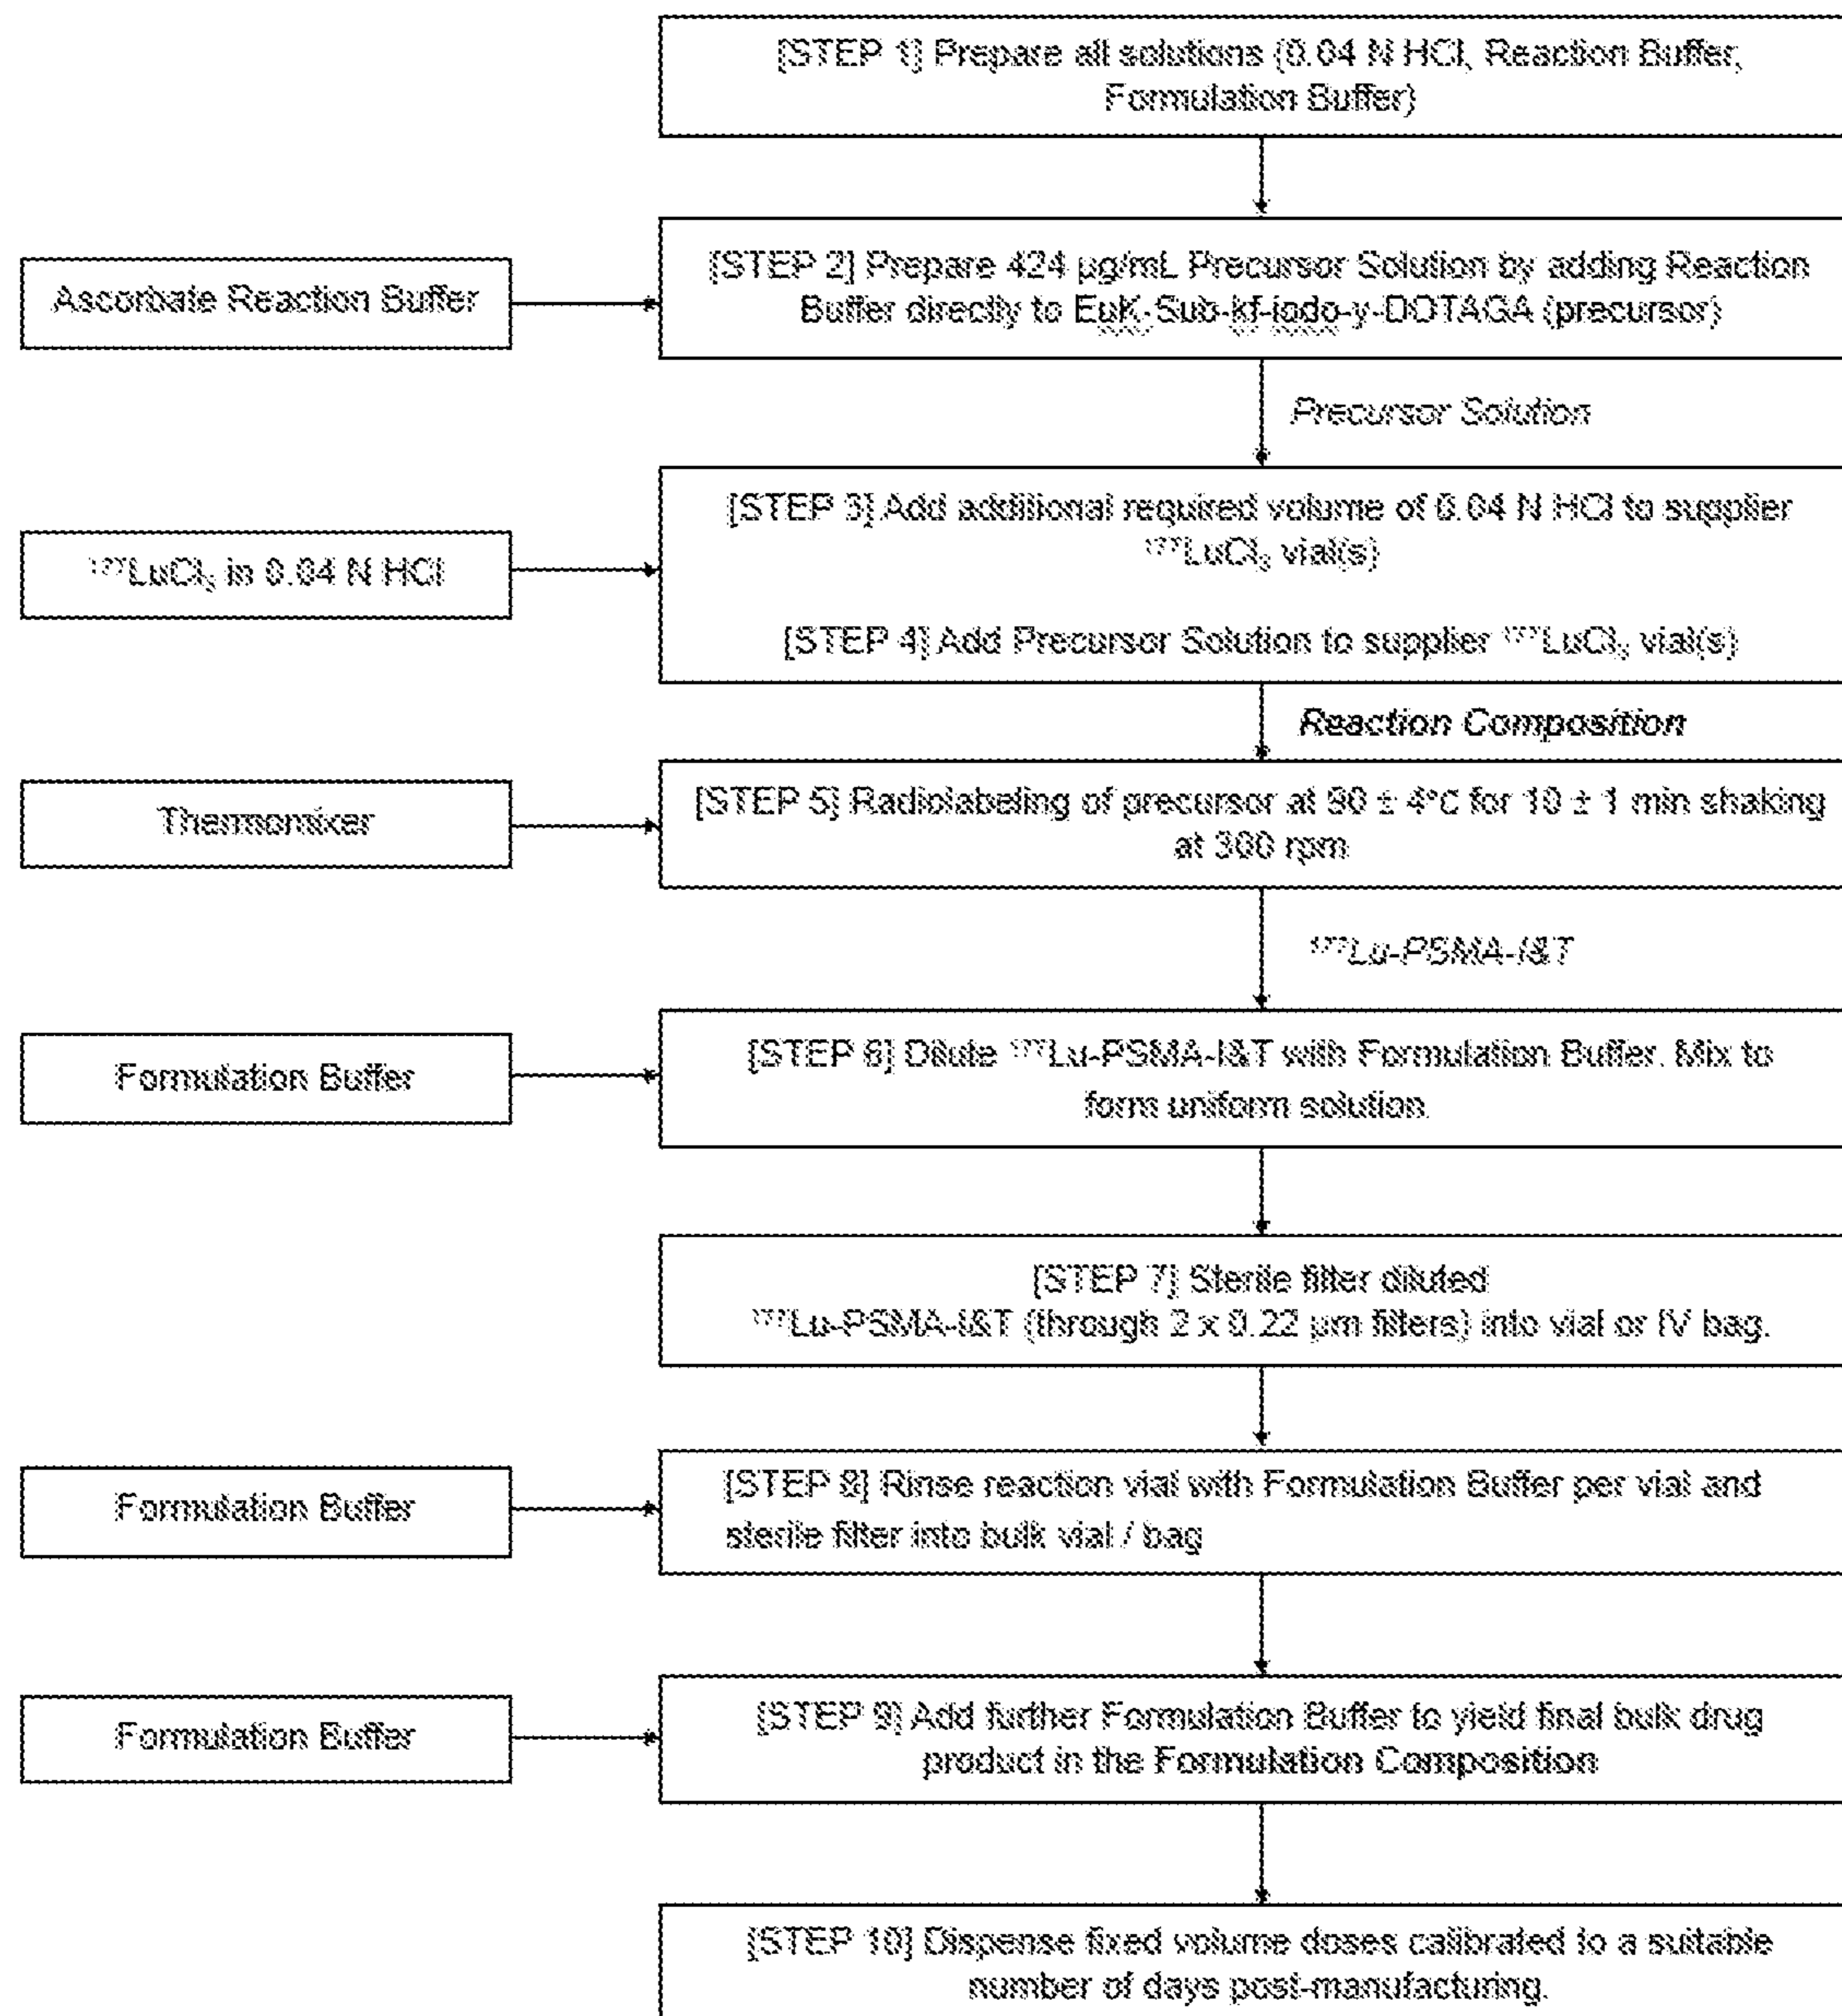 [STEP 1] Prepare all solutions (0.04 N HCl, Reaction Buffer,
Formulation Buffer)
Ascorbate Reaction Buffer
[STEP 2] Prepare 424 µg/mL Precursor Solution by adding Reaction
Buffer directly to EuK-Sub-kf-iodo-y-DOTAGA (precursor)
Precursor Solution
¹⁷⁷LuCl₃ in 0.04 N HCl
[STEP 3] Add additional required volume of 0.04 N HCl to supplier
¹⁷⁷LuCl₃ vial(s)
[STEP 4] Add Precursor Solution to supplier ¹⁷⁷LuCl₃ vial(s)
Reaction Composition
Thermomixer
[STEP 5] Radiolabeling of precursor at 90 ± 4°C for 10 ± 1 min shaking
at 300 rpm
¹⁷⁷Lu-PSMA-I&T
Formulation Buffer
[STEP 6] Dilute ¹⁷⁷Lu-PSMA-I&T with Formulation Buffer. Mix to
form uniform solution.
[STEP 7] Sterile filter diluted
¹⁷⁷Lu-PSMA-I&T (through 2 x 0.22 µm filters) into vial or IV bag.
Formulation Buffer
[STEP 8] Rinse reaction vial with Formulation Buffer per vial and
sterile filter into bulk vial / bag
Formulation Buffer
[STEP 9] Add further Formulation Buffer to yield final bulk drug
product in the Formulation Composition
[STEP 10] Dispense fixed volume doses calibrated to a suitable
number of days post-manufacturing.